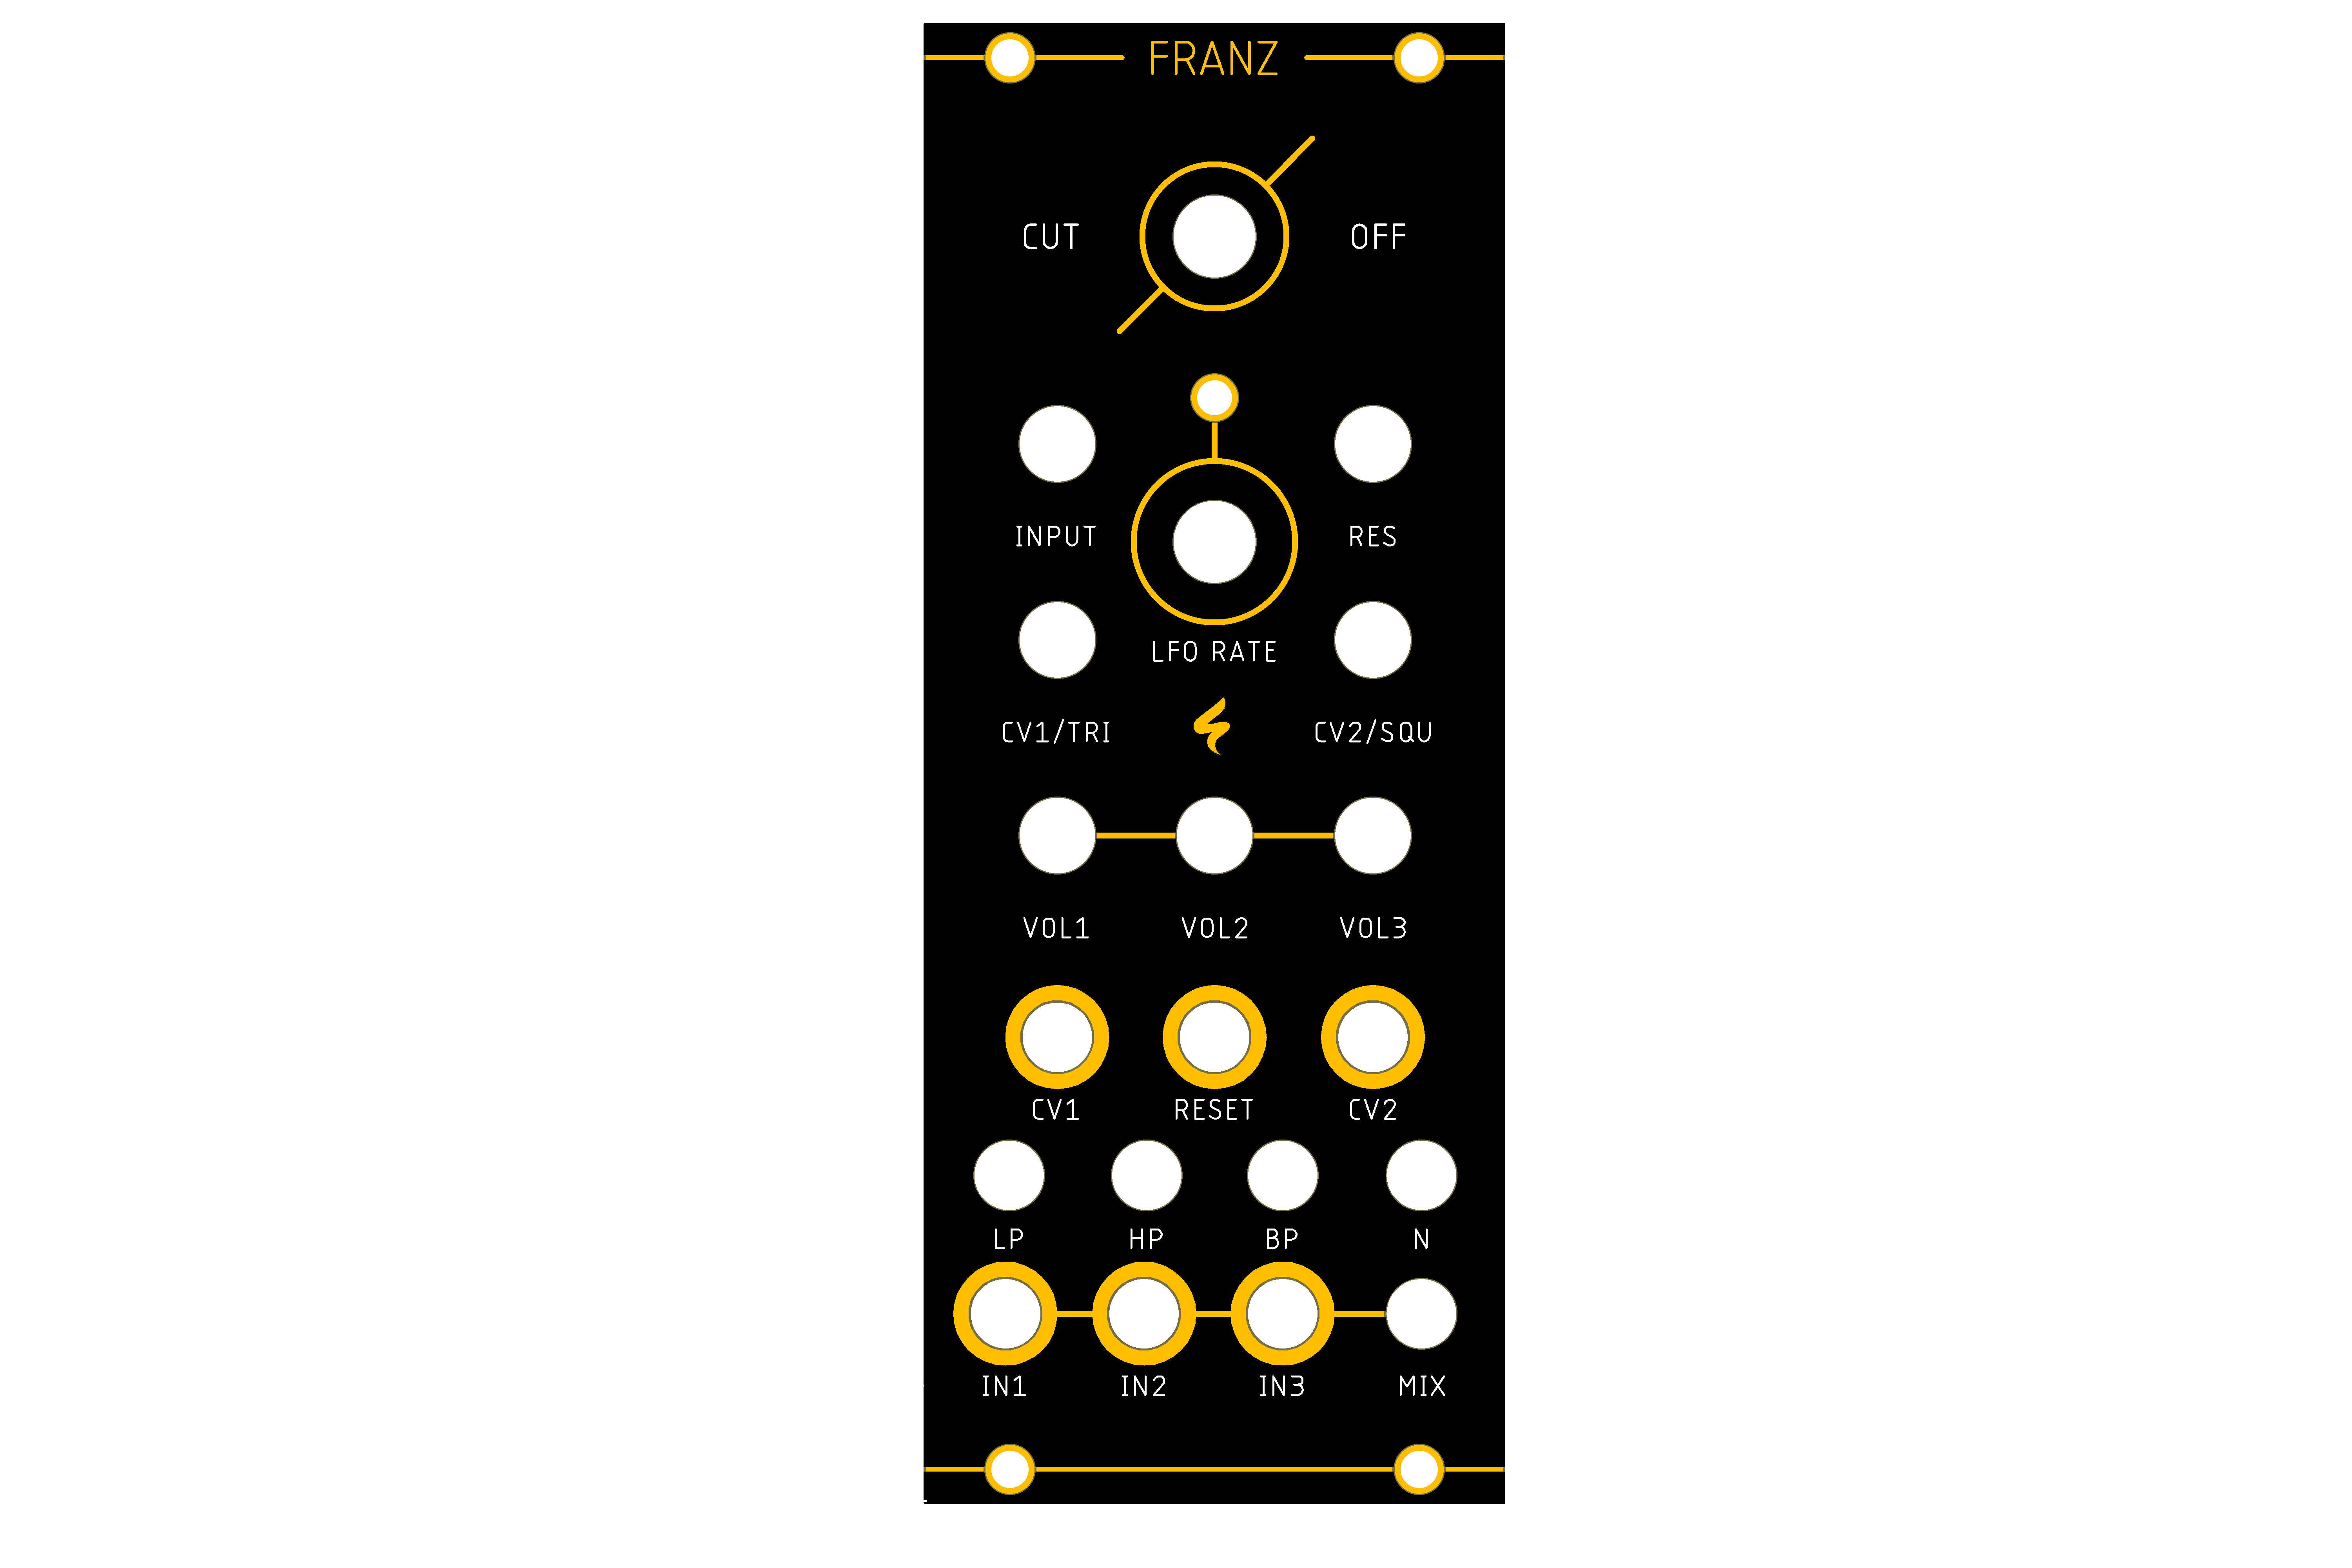 FRANZ
CUT OFF
INPUT RES
LFO RATE
CV1/TRI CV2/SQU
VOL1 VOL2 VOL3
CV1 RESET CV2
LP HP BP N
IN1 IN2 IN3 MIX